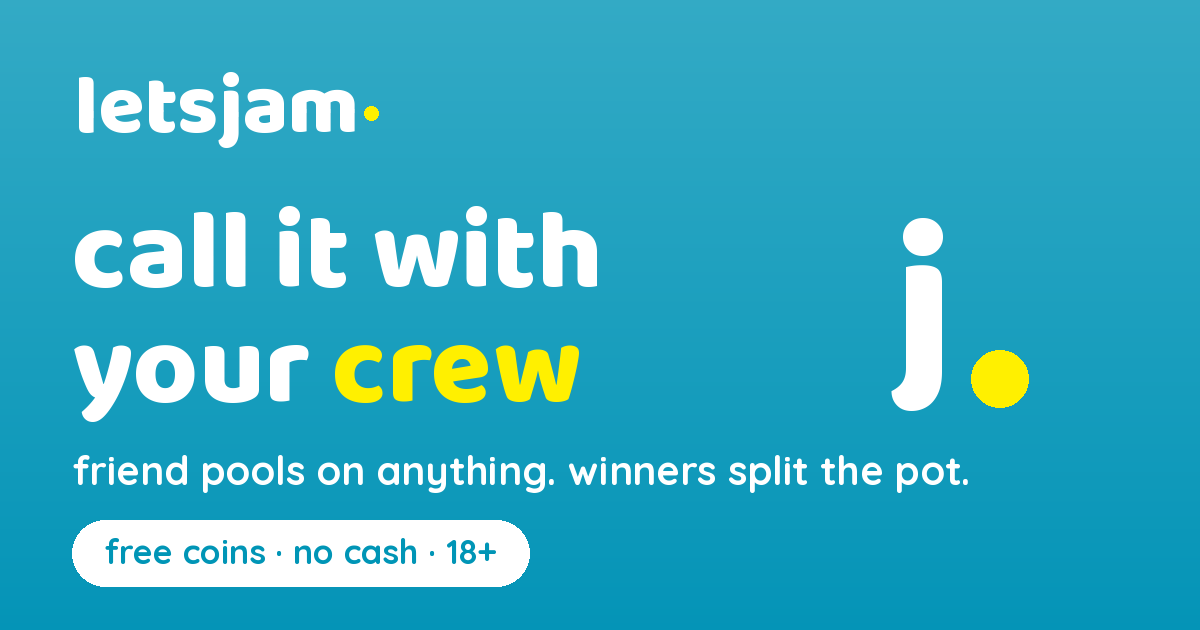 letsjam.
call it with
your crew
j.
friend pools on anything. winners split the pot.
free coins · no cash · 18+